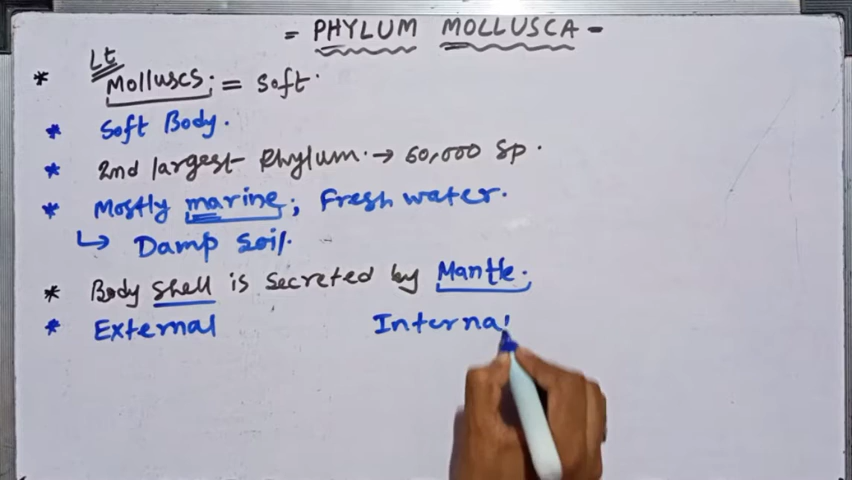 = PHYLUM MOLLUSCA -
Lt
* Molluscs. = Soft.
* Soft Body.
* 2nd largest Phylum. → 60,000 sp.
* Mostly marine; Fresh water.
↳ Damp soil.
* Body shell is secreted by Mantle.
* External Internal